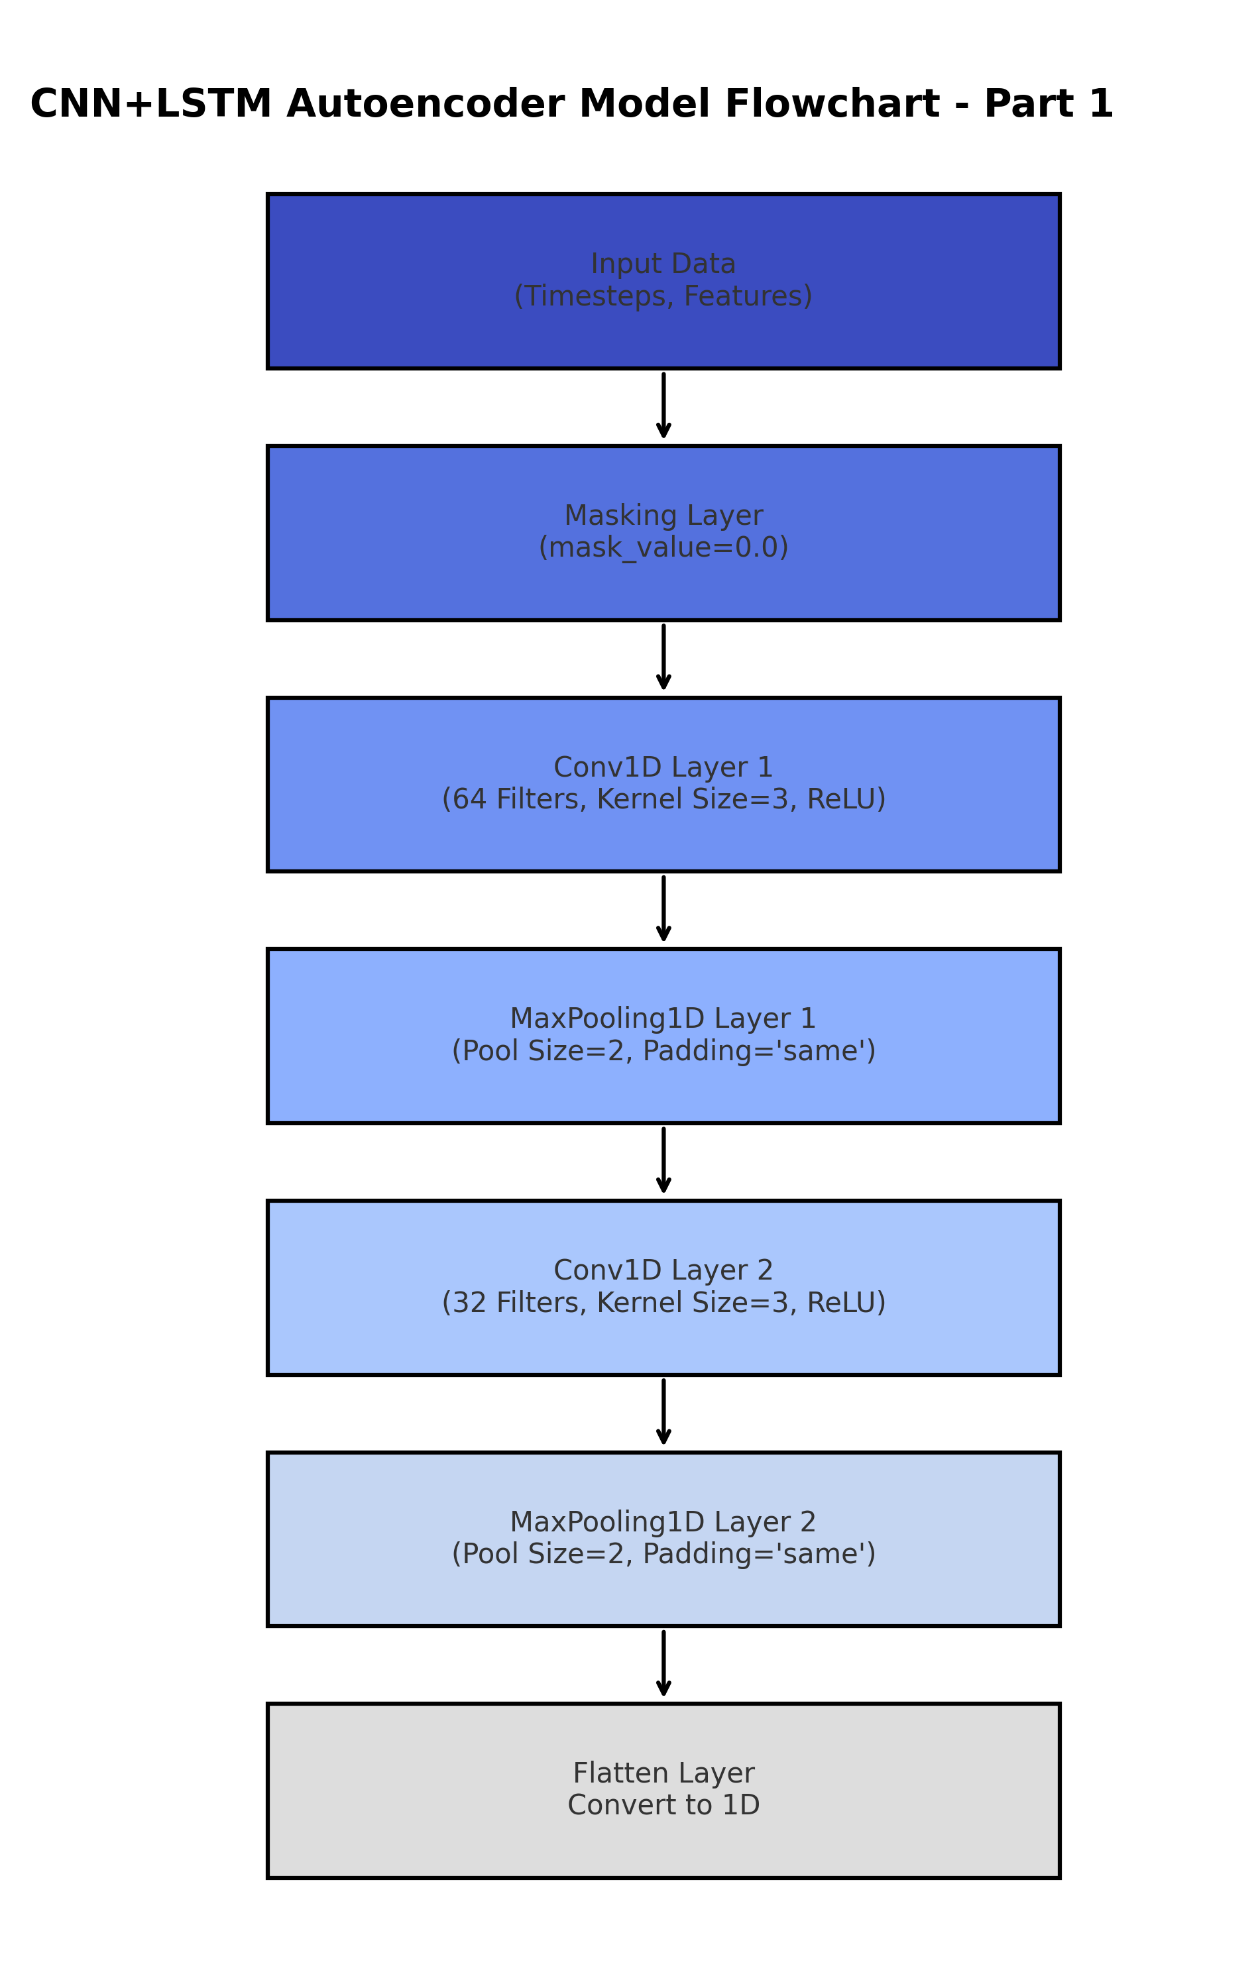 CNN+LSTM Autoencoder Model Flowchart - Part 1
Input Data
(Timesteps, Features)
Masking Layer
(mask_value=0.0)
Conv1D Layer 1
(64 Filters, Kernel Size=3, ReLU)
MaxPooling1D Layer 1
(Pool Size=2, Padding='same')
Conv1D Layer 2
(32 Filters, Kernel Size=3, ReLU)
MaxPooling1D Layer 2
(Pool Size=2, Padding='same')
Flatten Layer
Convert to 1D